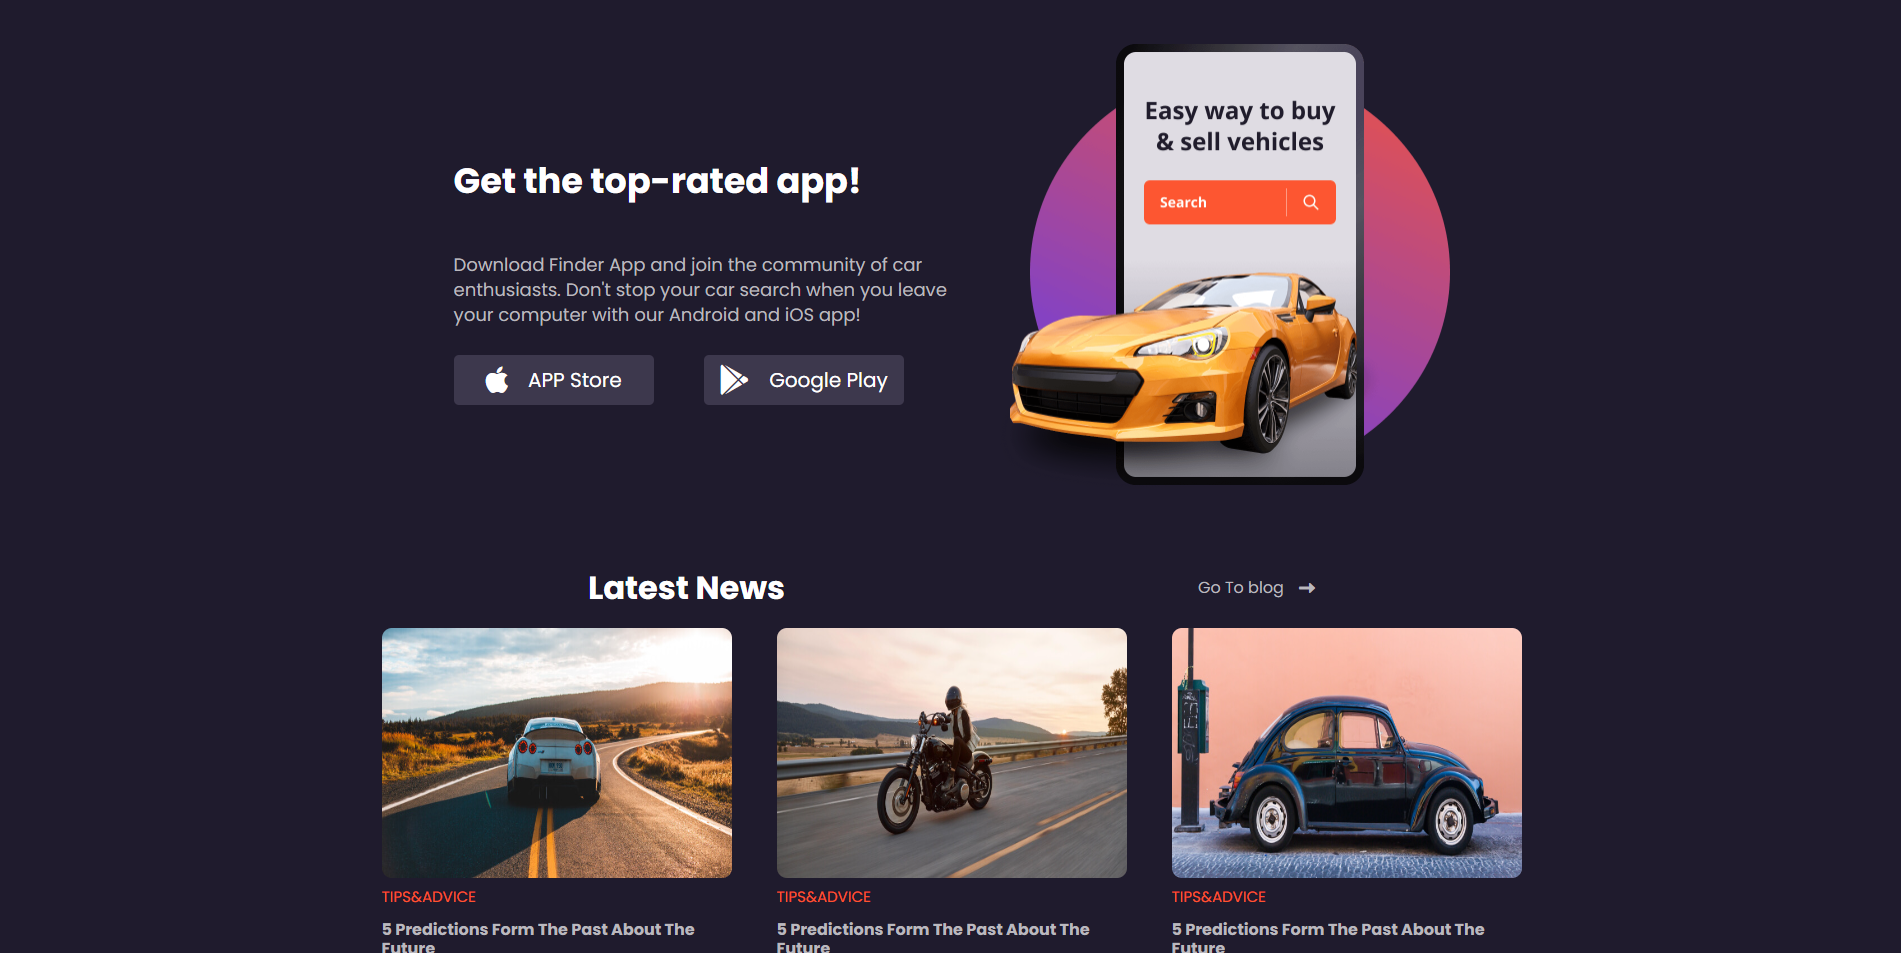 Easy way to buy
& sell vehicles
Search
Get the top-rated app!
Download Finder App and join the community of car
enthusiasts. Don't stop your car search when you leave
your computer with our Android and iOS app!
APP Store
Google Play
Latest News
Go To blog
TIPS&ADVICE
5 Predictions Form The Past About The
Future
TIPS&ADVICE
5 Predictions Form The Past About The
Future
TIPS&ADVICE
5 Predictions Form The Past About The
Future